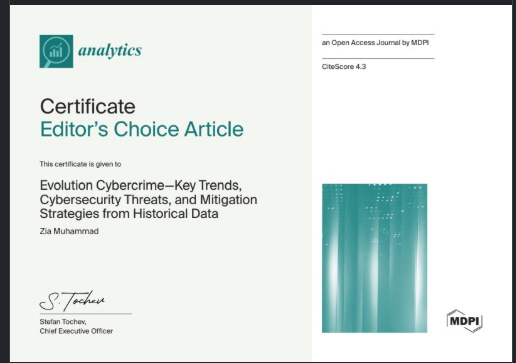 analytics
an Open Access Journal by MDPI
CiteScore 4.3
Certificate
Editor's Choice Article
This certificate is given to
Evolution Cybercrime—Key Trends,
Cybersecurity Threats, and Mitigation
Strategies from Historical Data
Zia Muhammad
S. Tochev
Stefan Tochev,
Chief Executive Officer
MDPI